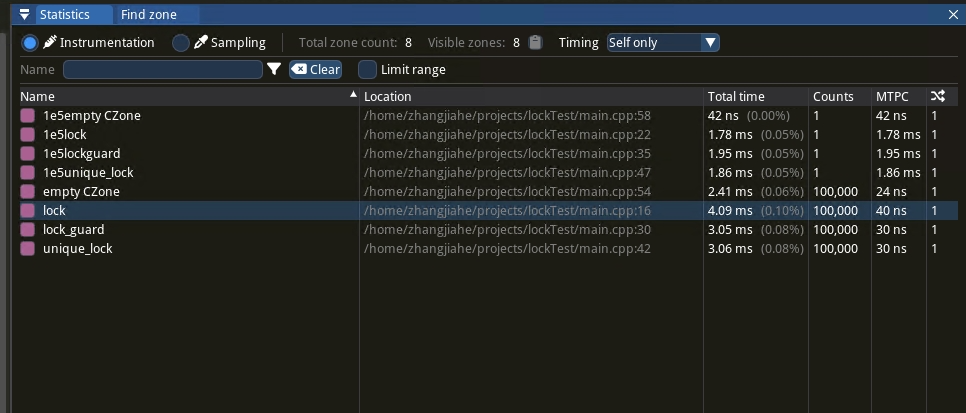 Statistics Find zone
Instrumentation Sampling Total zone count: 8 Visible zones: 8 Timing Self only
Name Clear Limit range
Name Location Total time Counts MTPC
1e5empty CZone /home/zhangjiahe/projects/lockTest/main.cpp:58 42 ns (0.00%) 1 42 ns 1
1e5lock /home/zhangjiahe/projects/lockTest/main.cpp:22 1.78 ms (0.05%) 1 1.78 ms 1
1e5lockguard /home/zhangjiahe/projects/lockTest/main.cpp:35 1.95 ms (0.05%) 1 1.95 ms 1
1e5unique_lock /home/zhangjiahe/projects/lockTest/main.cpp:47 1.86 ms (0.05%) 1 1.86 ms 1
empty CZone /home/zhangjiahe/projects/lockTest/main.cpp:54 2.41 ms (0.06%) 100,000 24 ns 1
lock /home/zhangjiahe/projects/lockTest/main.cpp:16 4.09 ms (0.10%) 100,000 40 ns 1
lock_guard /home/zhangjiahe/projects/lockTest/main.cpp:30 3.05 ms (0.08%) 100,000 30 ns 1
unique_lock /home/zhangjiahe/projects/lockTest/main.cpp:42 3.06 ms (0.08%) 100,000 30 ns 1